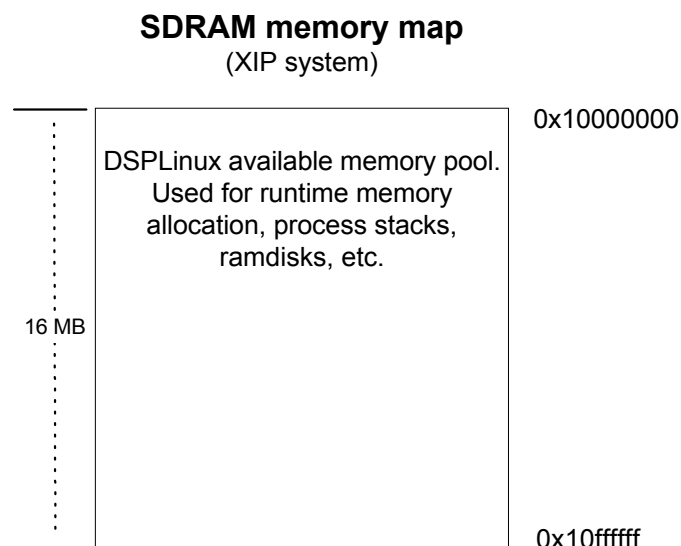 SDRAM memory map
(XIP system)
0x10000000
DSPLinux available memory pool.
Used for runtime memory
allocation, process stacks,
ramdisks, etc.
16 MB
0x10ffffff